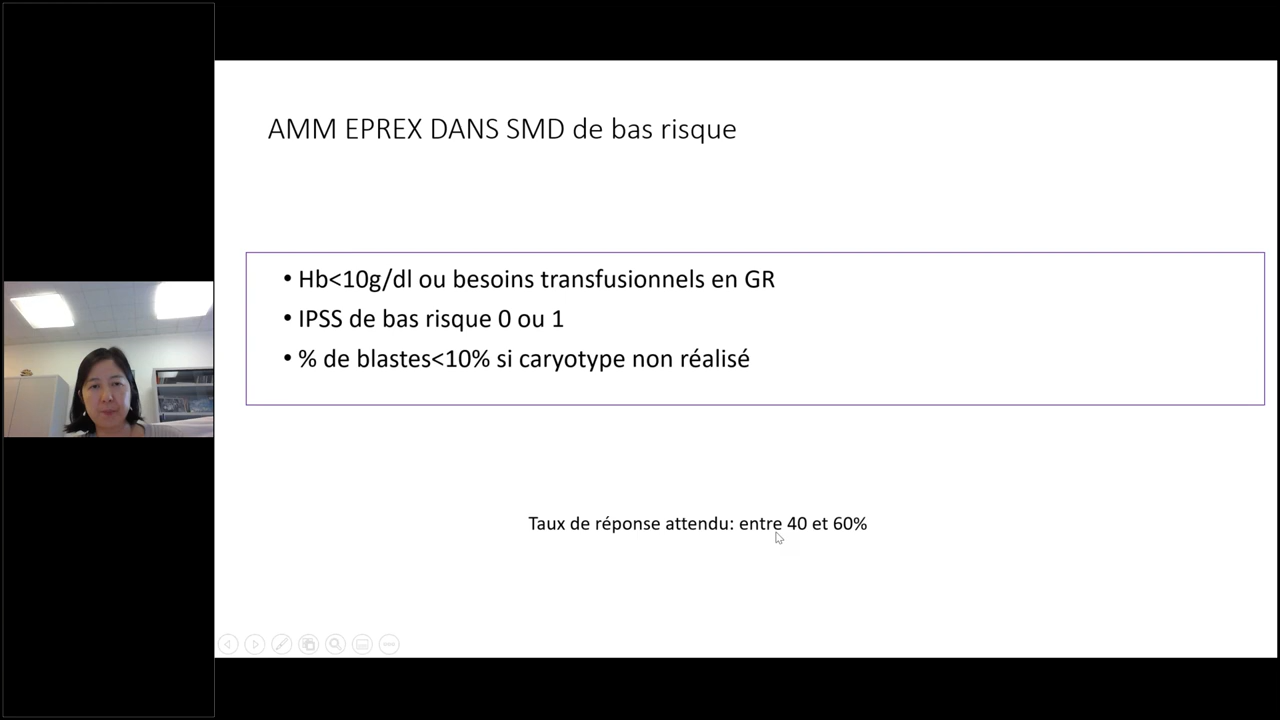 AMM EPREX DANS SMD de bas risque
• Hb<10g/dl ou besoins transfusionnels en GR
• IPSS de bas risque 0 ou 1
• % de blastes<10% si caryotype non réalisé
Taux de réponse attendu: entre 40 et 60%